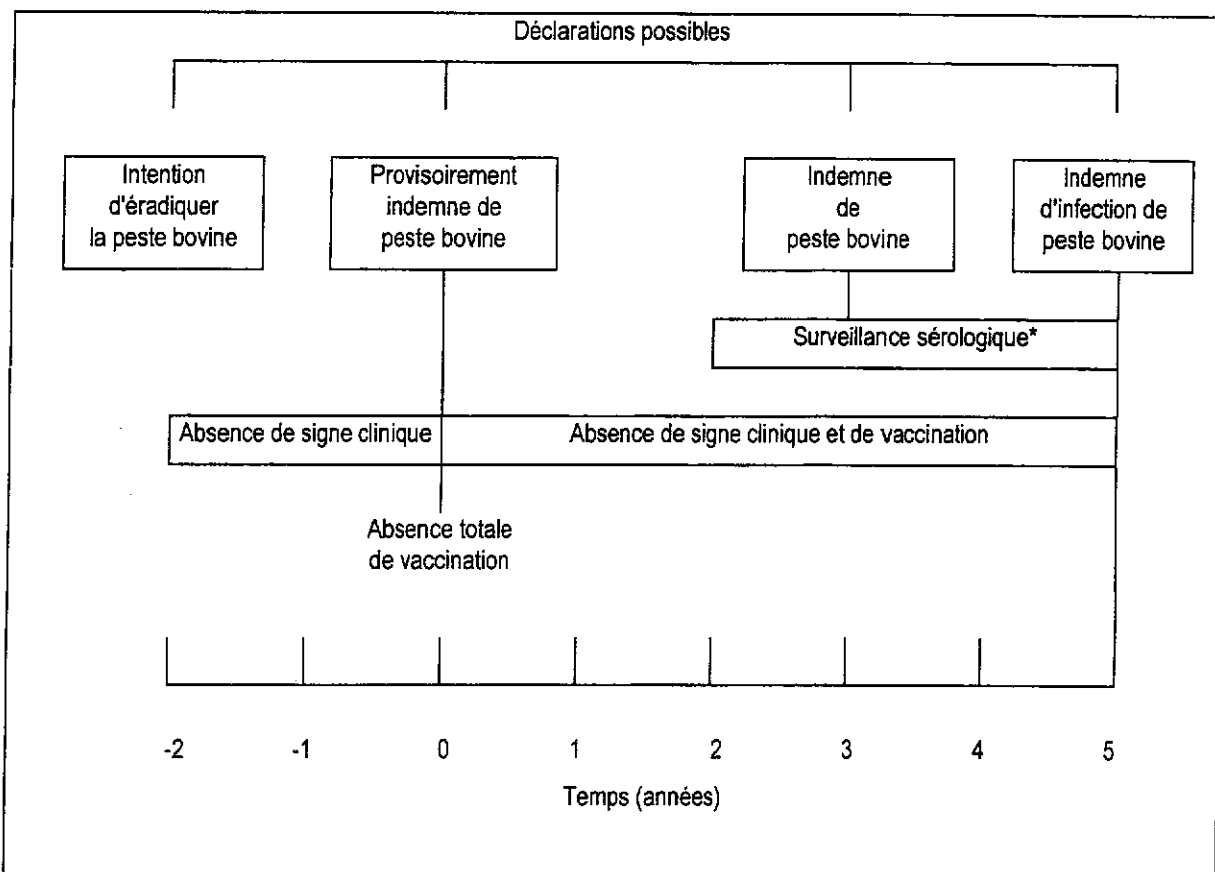 Déclarations possibles
Intention
d'éradiquer
la peste bovine
Provisoirement
indemne de
peste bovine
Indemne
de
peste bovine
Indemne
d'infection de
peste bovine
Surveillance sérologique*
Absence de signe clinique
Absence de signe clinique et de vaccination
Absence totale
de vaccination
-2 -1 0 1 2 3 4 5
Temps (années)